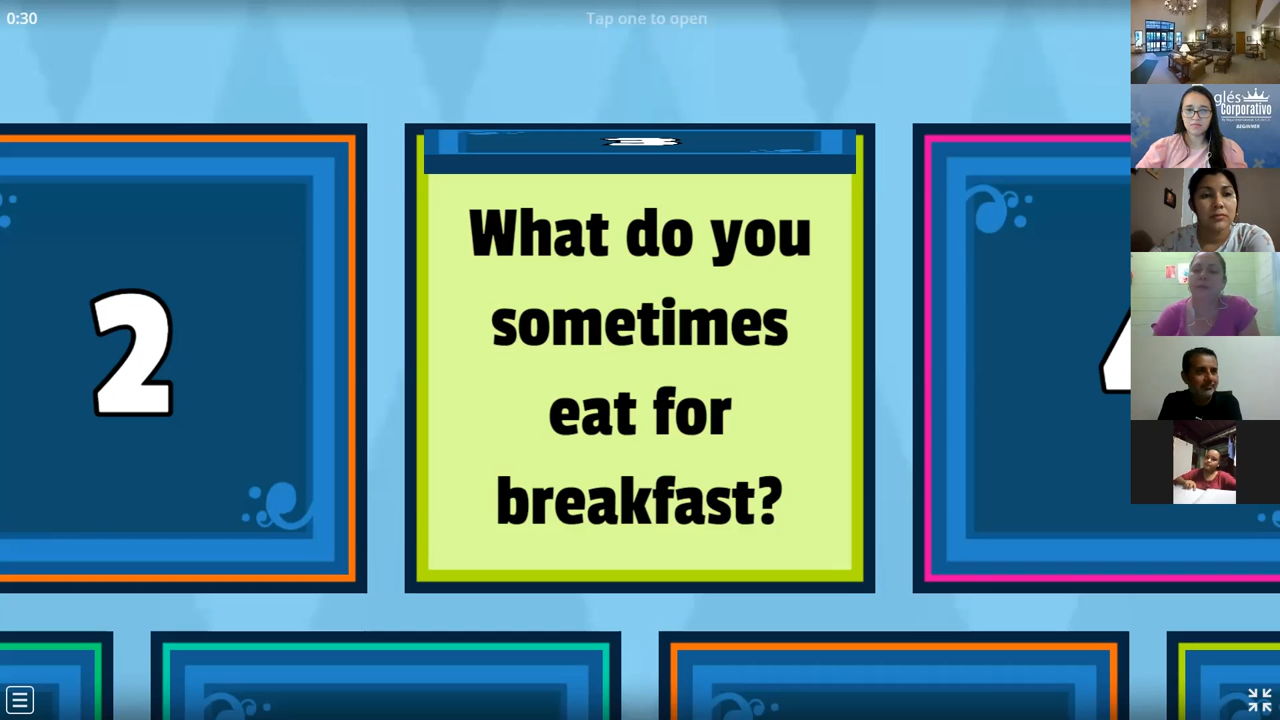 0:30
Tap one to open
glés
Corporativo
BEGINNER
2
What do you
sometimes
eat for
breakfast?